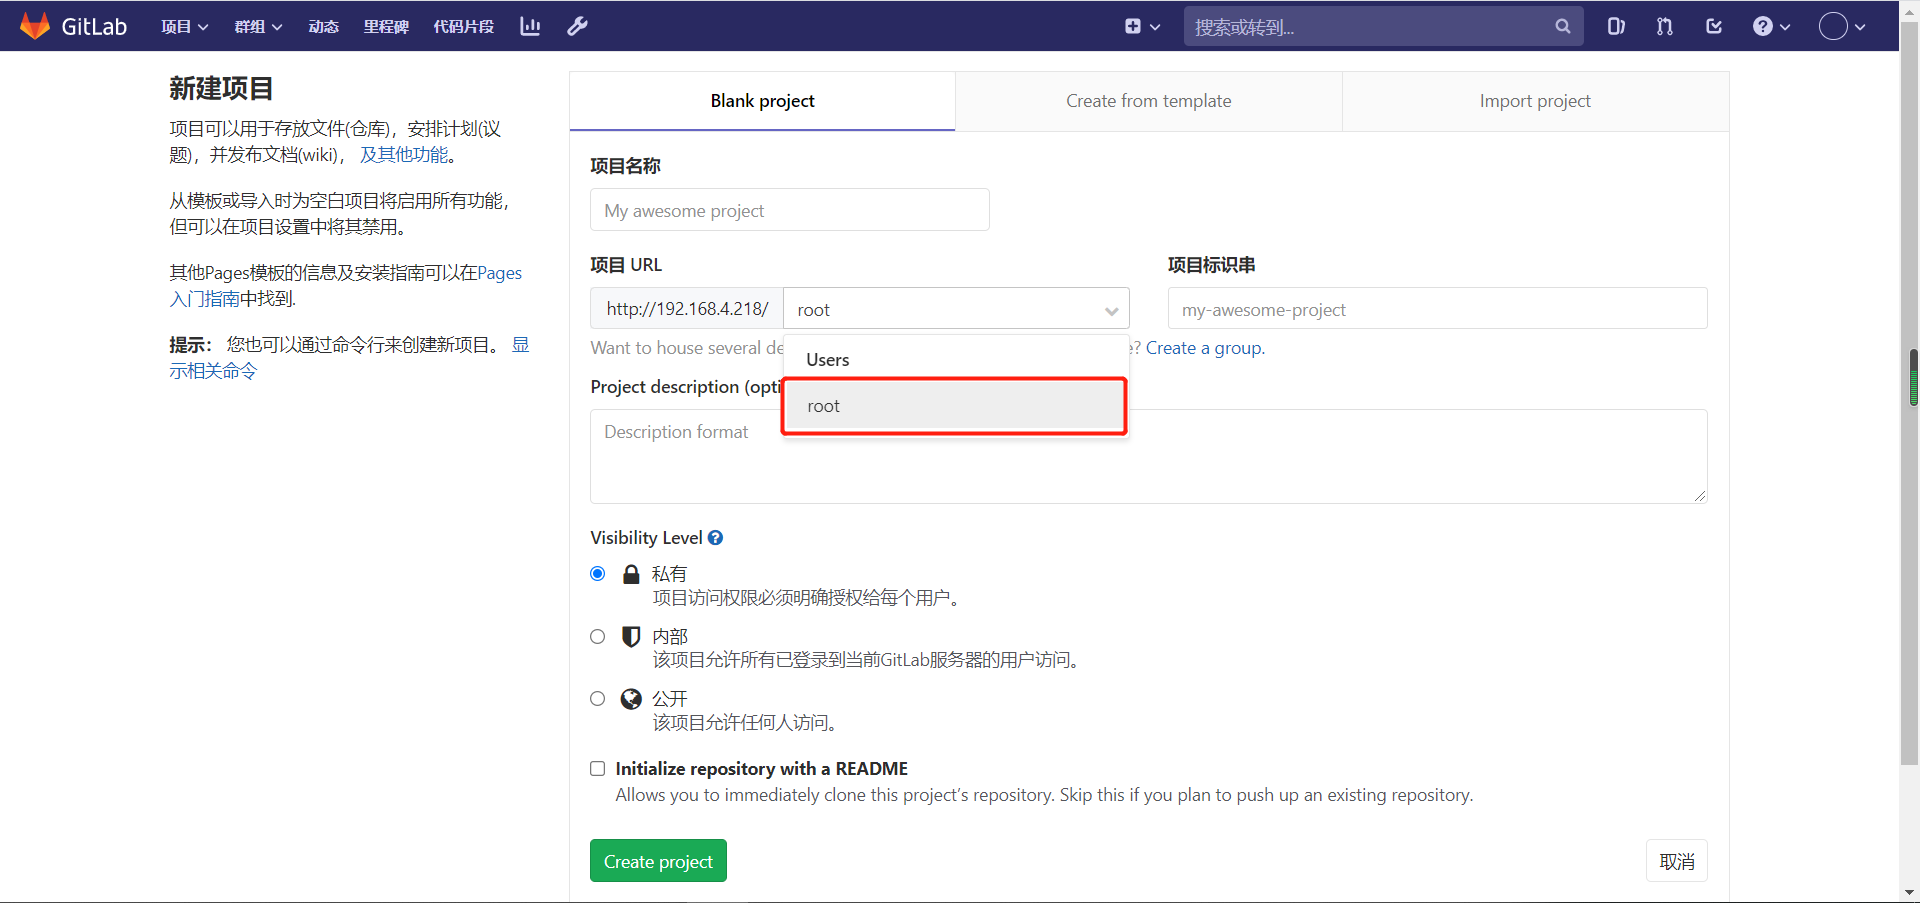 GitLab
项目
群组
动态
里程碑
代码片段
搜索或转到...
新建项目
项目可以用于存放文件(仓库)，安排计划(议
题)，并发布文档(wiki)， 及其他功能。
从模板或导入时为空白项目将启用所有功能，
但可以在项目设置中将其禁用。
其他Pages模板的信息及安装指南可以在Pages
入门指南中找到.
提示： 您也可以通过命令行来创建新项目。 显
示相关命令
Blank project
Create from template
Import project
项目名称
My awesome project
项目 URL
项目标识串
http://192.168.4.218/
root
my-awesome-project
Want to house several de
e? Create a group.
Users
root
Project description (opti
Description format
Visibility Level
私有
项目访问权限必须明确授权给每个用户。
内部
该项目允许所有已登录到当前GitLab服务器的用户访问。
公开
该项目允许任何人访问。
Initialize repository with a README
Allows you to immediately clone this project's repository. Skip this if you plan to push up an existing repository.
Create project
取消